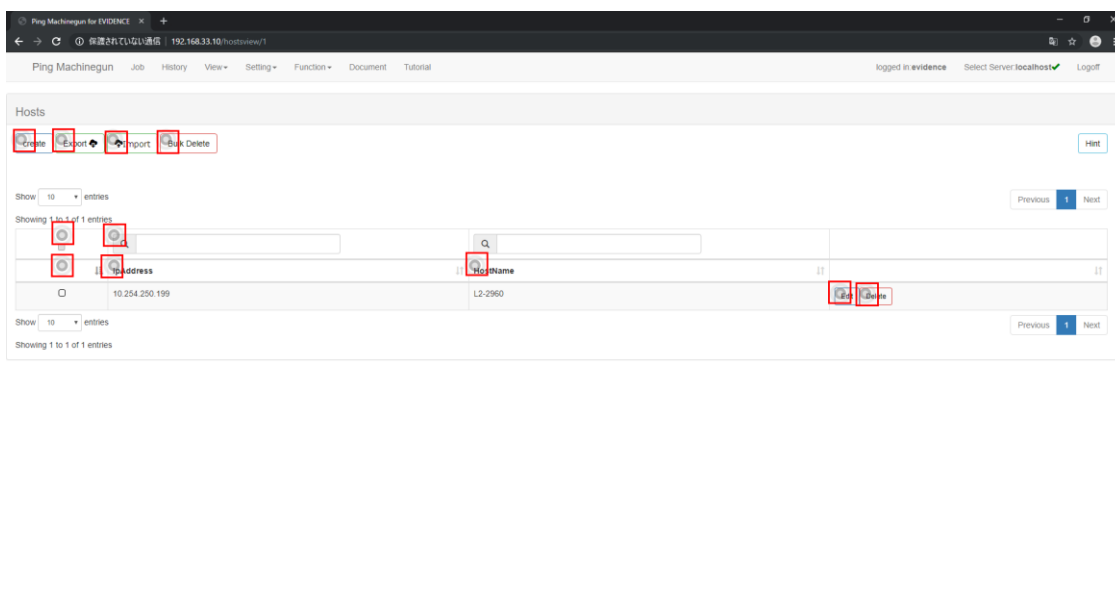 Ping Machinegun for EVIDENCE
保護されていない通信 | 192.168.33.10/hostsview/1
Ping Machinegun Job History View Setting Function Document Tutorial logged in:evidence Select Server:localhost Logoff
Hosts
create Export Import Bulk Delete Hint
Show 10 entries Previous 1 Next
Showing 1 to 1 of 1 entries
IpAddress HostName
10.254.250.199 L2-2960 Edit Delete
Show 10 entries Previous 1 Next
Showing 1 to 1 of 1 entries